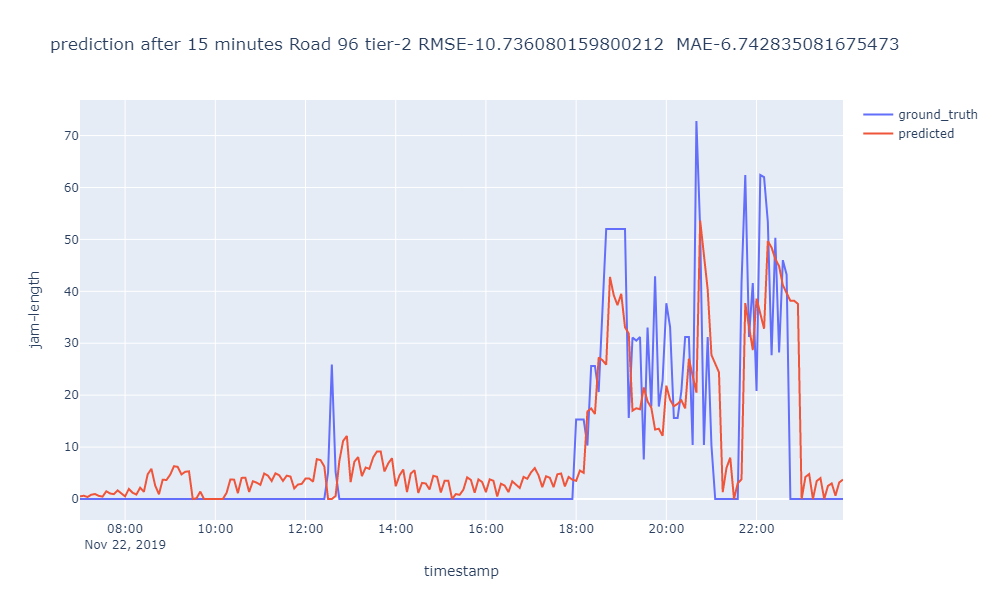 prediction after 15 minutes Road 96 tier-2 RMSE-10.736080159800212  MAE-6.742835081675473
ground_truth
predicted
70
60
50
40
30
20
10
0
jam-length
08:00 10:00 12:00 14:00 16:00 18:00 20:00 22:00
Nov 22, 2019
timestamp